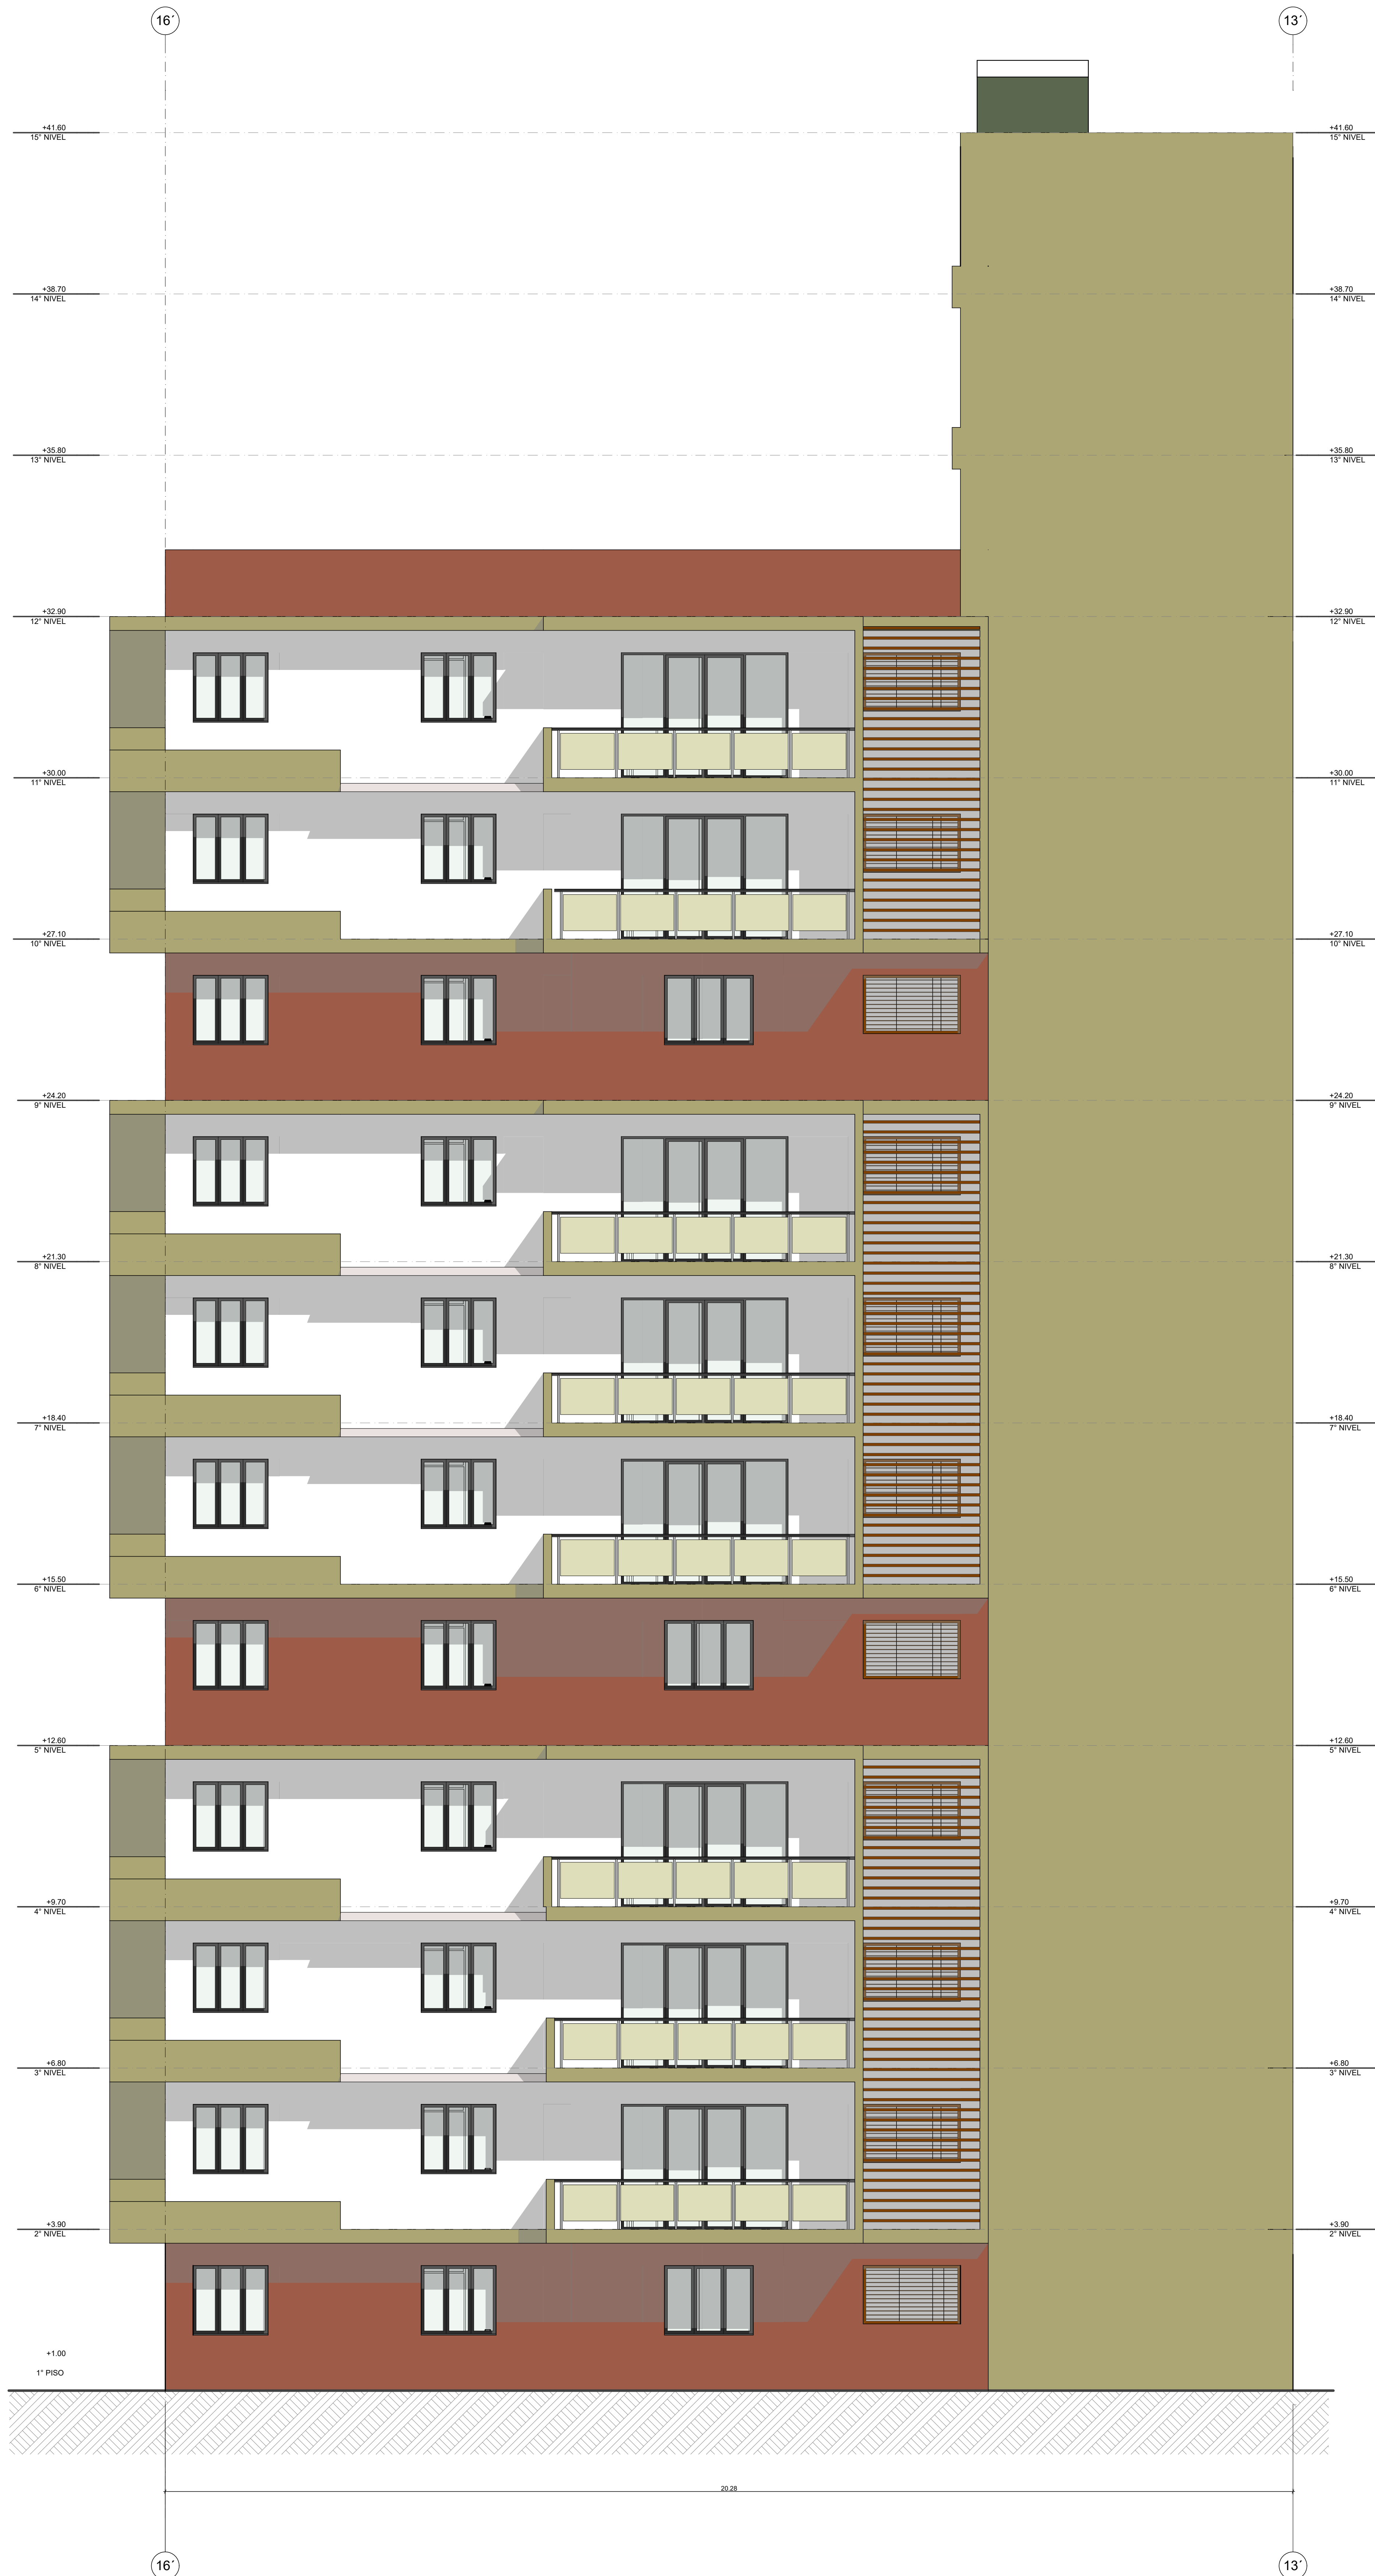 16´
13´
+41.60
15° NIVEL
+41.60
15° NIVEL
+38.70
14° NIVEL
+38.70
14° NIVEL
+35.80
13° NIVEL
+35.80
13° NIVEL
+32.90
12° NIVEL
+32.90
12° NIVEL
+30.00
11° NIVEL
+30.00
11° NIVEL
+27.10
10° NIVEL
+27.10
10° NIVEL
+24.20
9° NIVEL
+24.20
9° NIVEL
+21.30
8° NIVEL
+21.30
8° NIVEL
+18.40
7° NIVEL
+18.40
7° NIVEL
+15.50
6° NIVEL
+15.50
6° NIVEL
+12.60
5° NIVEL
+12.60
5° NIVEL
+9.70
4° NIVEL
+9.70
4° NIVEL
+6.80
3° NIVEL
+6.80
3° NIVEL
+3.90
2° NIVEL
+3.90
2° NIVEL
+1.00
1° PISO
20.28
16´
13´